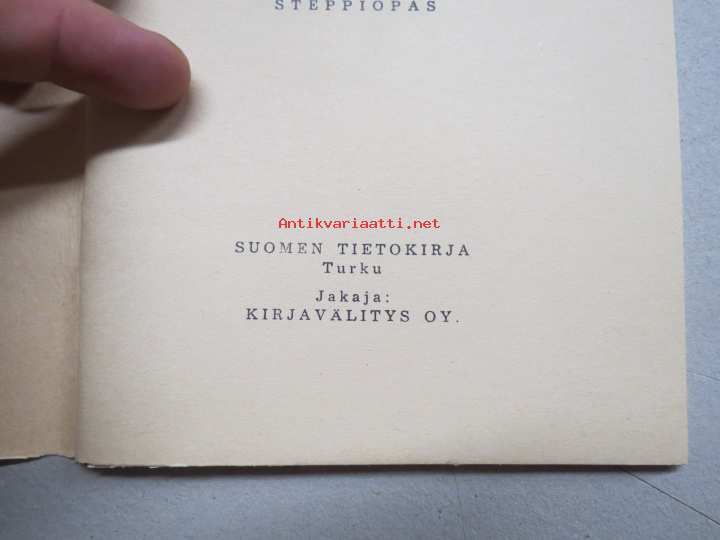 STEPPIOPAS
Antikvariaatti.net
SUOMEN TIETOKIRJA
Turku
Jakaja:
KIRJAVÄLITYS OY.